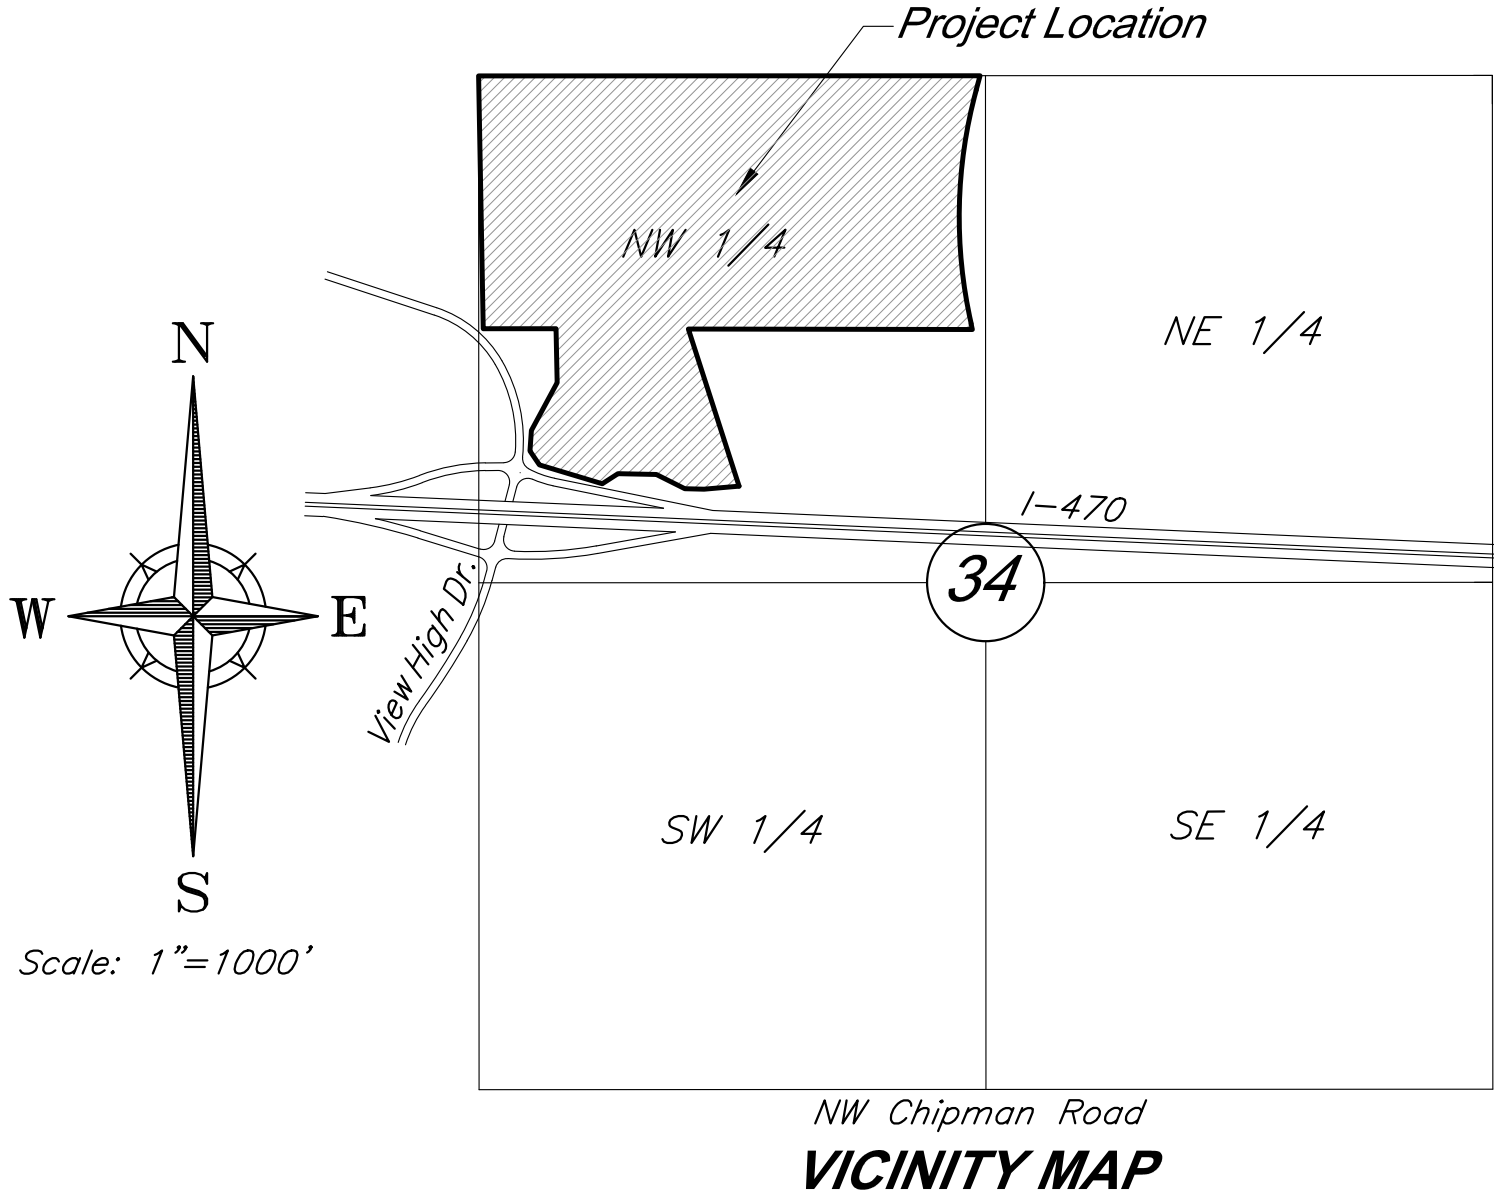 Project Location
NW 1/4
NE 1/4
N
I-470
34
W
E
View High Dr.
SW 1/4
SE 1/4
S
Scale: 1"=1000'
NW Chipman Road
VICINITY MAP